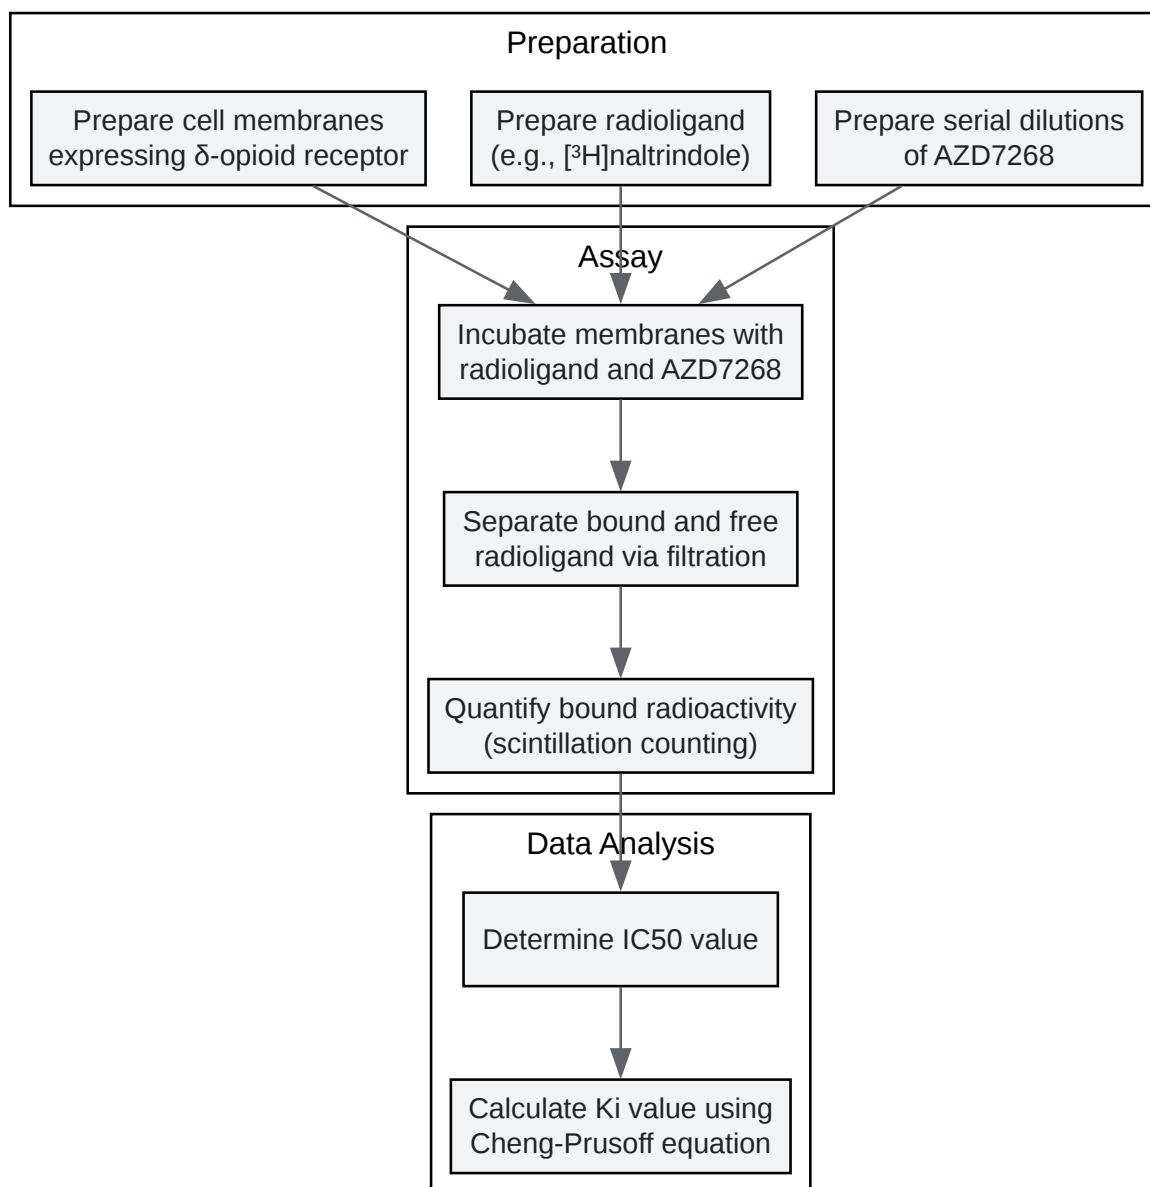 Preparation
Prepare cell membranes
expressing δ-opioid receptor
Prepare radioligand
(e.g., [³H]naltrindole)
Prepare serial dilutions
of AZD7268
Assay
Incubate membranes with
radioligand and AZD7268
Separate bound and free
radioligand via filtration
Quantify bound radioactivity
(scintillation counting)
Data Analysis
Determine IC50 value
Calculate Ki value using
Cheng-Prusoff equation